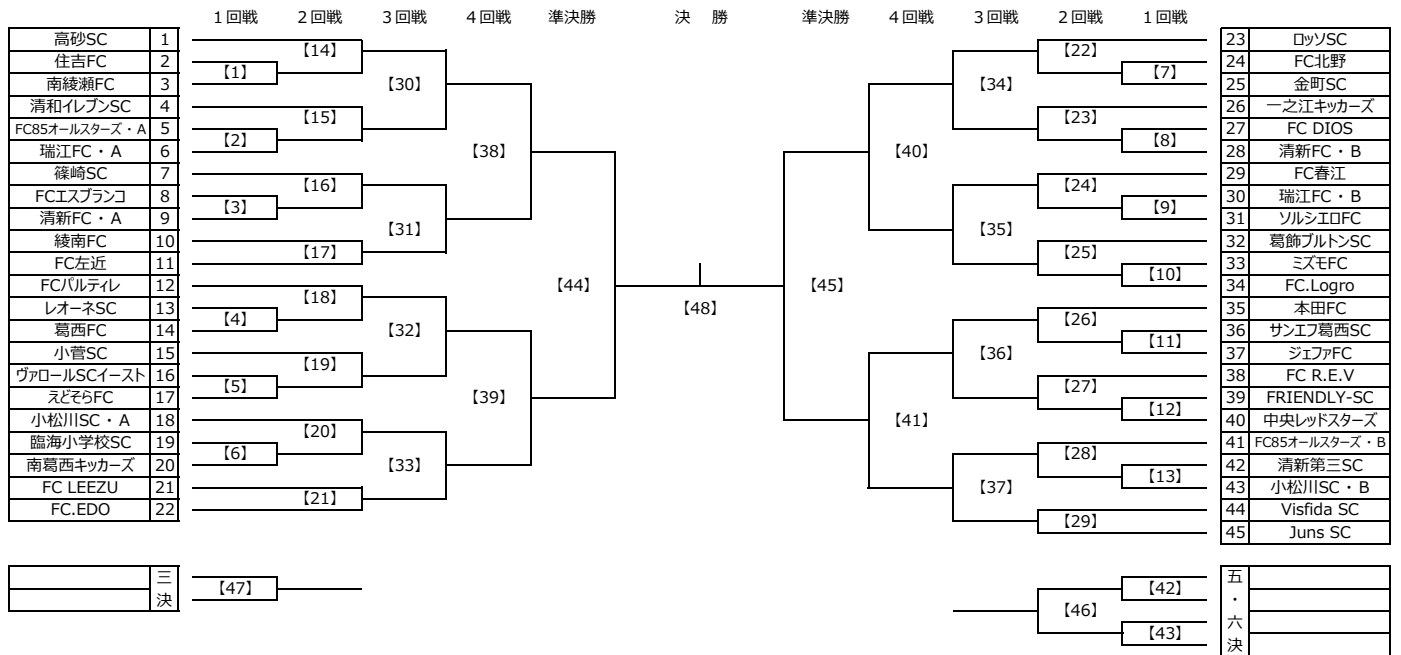 １回戦 ２回戦 ３回戦 ４回戦 準決勝 決　勝 準決勝 ４回戦 ３回戦 ２回戦 １回戦
高砂SC 1 【14】 【22】 23 ロッソSC
住吉FC 2 【1】 【7】 24 FC北野
南綾瀬FC 3 【30】 【34】 25 金町SC
清和イレブンSC 4 【15】 【23】 26 一之江キッカーズ
FC85オールスターズ・A 5 【2】 【8】 27 FC DIOS
瑞江FC・A 6 【38】 【40】 28 清新FC・B
篠崎SC 7 【16】 【24】 29 FC春江
FCエスブランコ 8 【3】 【9】 30 瑞江FC・B
清新FC・A 9 【31】 【35】 31 ソルシエロFC
綾南FC 10 【17】 【25】 32 葛飾ブルトンSC
FC左近 11 【44】 【45】 【10】 33 ミズモFC
FCパルティレ 12 【18】 34 FC.Logro
レオーネSC 13 【4】 【48】 【26】 35 本田FC
葛西FC 14 【32】 【11】 36 サンエフ葛西SC
小菅SC 15 【19】 【36】 37 ジェファFC
ヴァロールSCイースト 16 【5】 【27】 38 FC R.E.V
えどそらFC 17 【39】 【12】 39 FRIENDLY-SC
小松川SC・A 18 【20】 【41】 40 中央レッドスターズ
臨海小学校SC 19 【6】 【28】 41 FC85オールスターズ・B
南葛西キッカーズ 20 【33】 【13】 42 清新第三SC
FC LEEZU 21 【21】 【37】 43 小松川SC・B
FC.EDO 22 【29】 44 Visfida SC
45 Juns SC
三決 【47】 【42】 五・六決
【46】
【43】